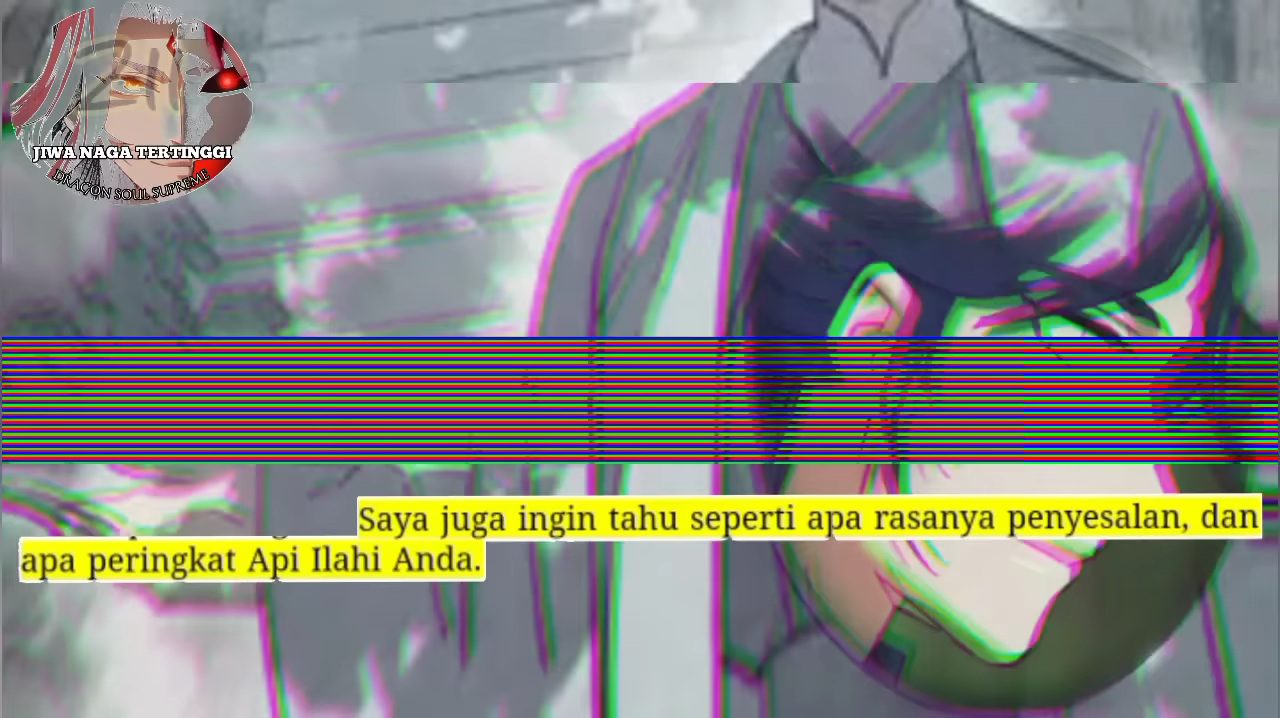 211
JIWA NAGA TERTINGGI
DRAGON SOUL SUPREME
Saya juga ingin tahu seperti apa rasanya penyesalan, dan
apa peringkat Api Ilahi Anda.